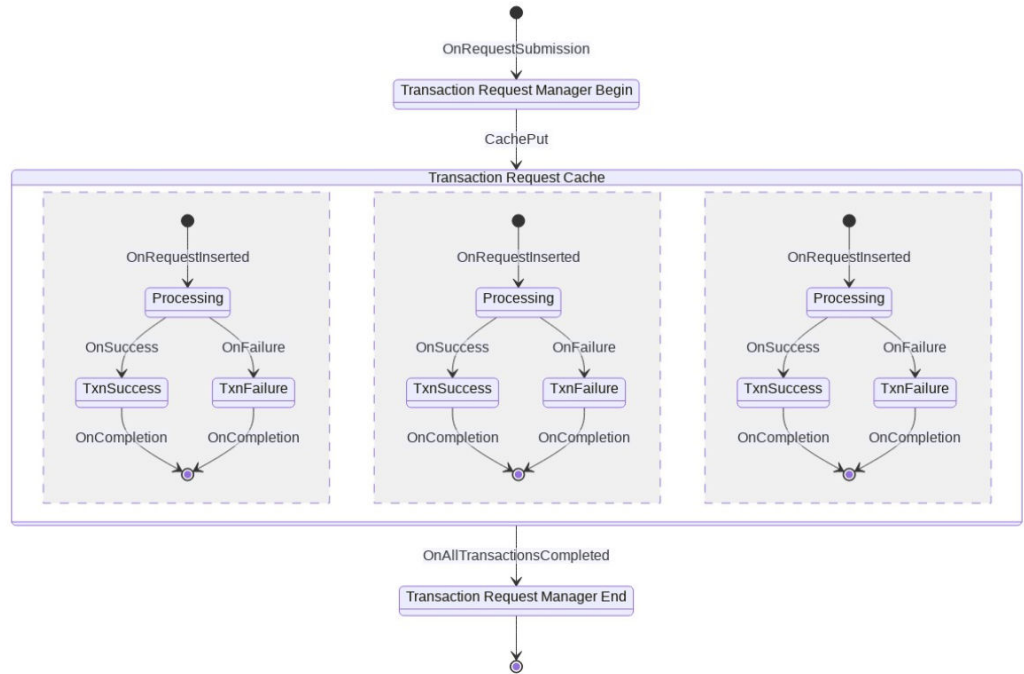 OnRequestSubmission
Transaction Request Manager Begin
CachePut
Transaction Request Cache
OnRequestInserted OnRequestInserted OnRequestInserted
Processing Processing Processing
OnSuccess OnFailure OnSuccess OnFailure OnSuccess OnFailure
TxnSuccess TxnFailure TxnSuccess TxnFailure TxnSuccess TxnFailure
OnCompletion OnCompletion OnCompletion OnCompletion OnCompletion OnCompletion
OnAllTransactionsCompleted
Transaction Request Manager End